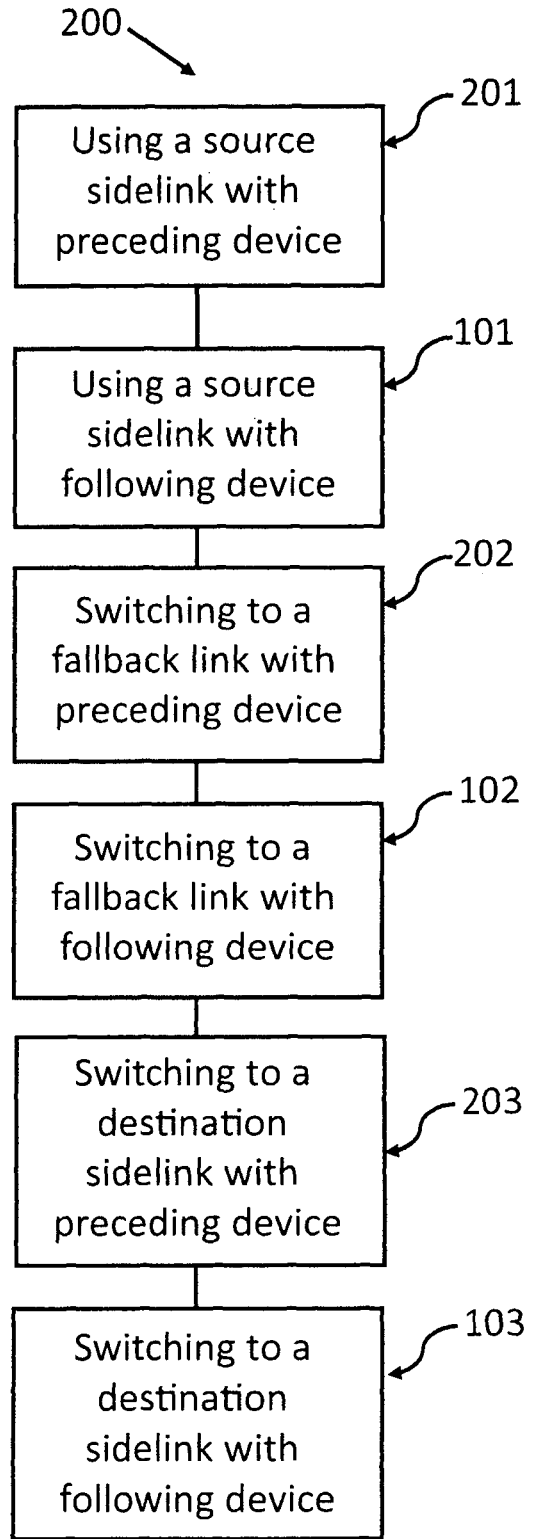 200
201
Using a source
sidelink with
preceding device
101
Using a source
sidelink with
following device
202
Switching to a
fallback link with
preceding device
102
Switching to a
fallback link with
following device
203
Switching to a
destination
sidelink with
preceding device
103
Switching to a
destination
sidelink with
following device